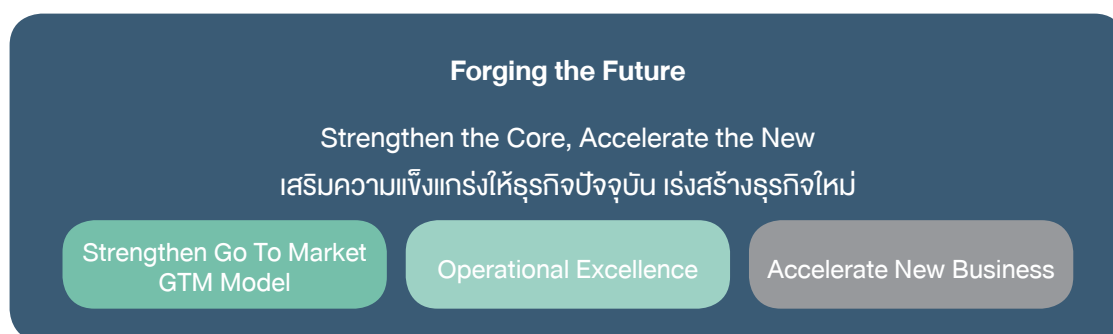 Forging the Future
Strengthen the Core, Accelerate the New
เสริมความแข็งแกร่งให้ธุรกิจปัจจุบัน เร่งสร้างธุรกิจใหม่
Strengthen Go To Market
GTM Model
Operational Excellence
Accelerate New Business